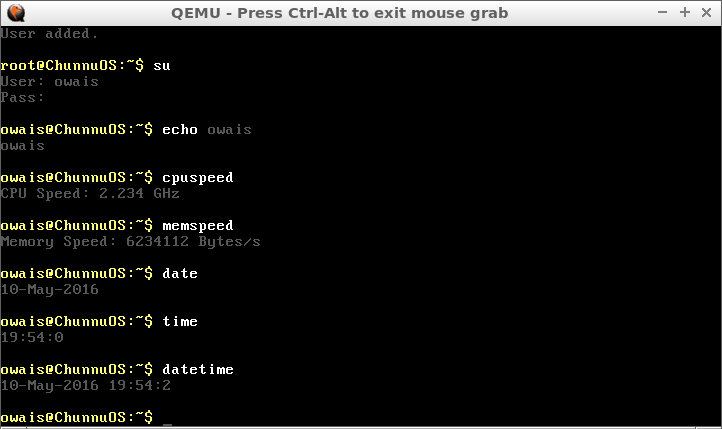 QEMU - Press Ctrl-Alt to exit mouse grab
User added.
root@ChunnuOS:~$ su
User: owais
Pass:
owais@ChunnuOS:~$ echo owais
owais
owais@ChunnuOS:~$ cpuspeed
CPU Speed: 2.234 GHz
owais@ChunnuOS:~$ memspeed
Memory Speed: 6234112 Bytes/s
owais@ChunnuOS:~$ date
10-May-2016
owais@ChunnuOS:~$ time
19:54:0
owais@ChunnuOS:~$ datetime
10-May-2016 19:54:2
owais@ChunnuOS:~$ _